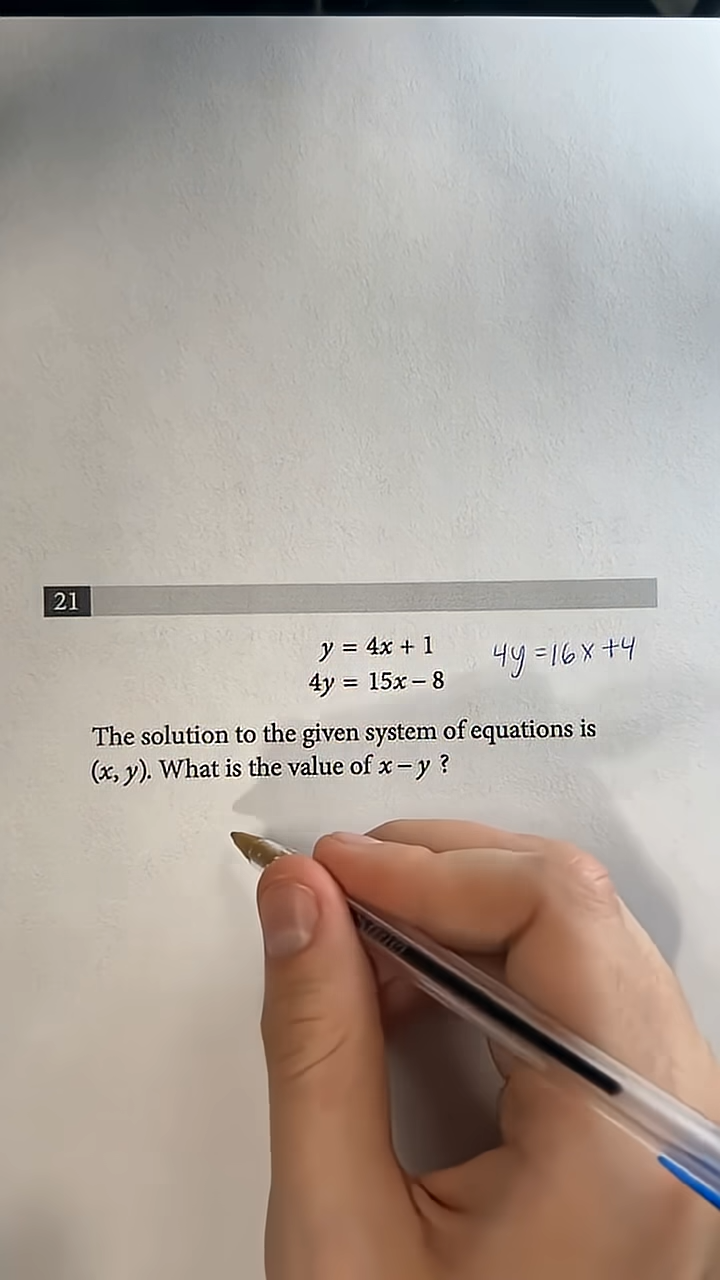 21
y = 4x + 1
4y = 16x + 4
4y = 15x – 8
The solution to the given system of equations is
(x, y). What is the value of x – y ?